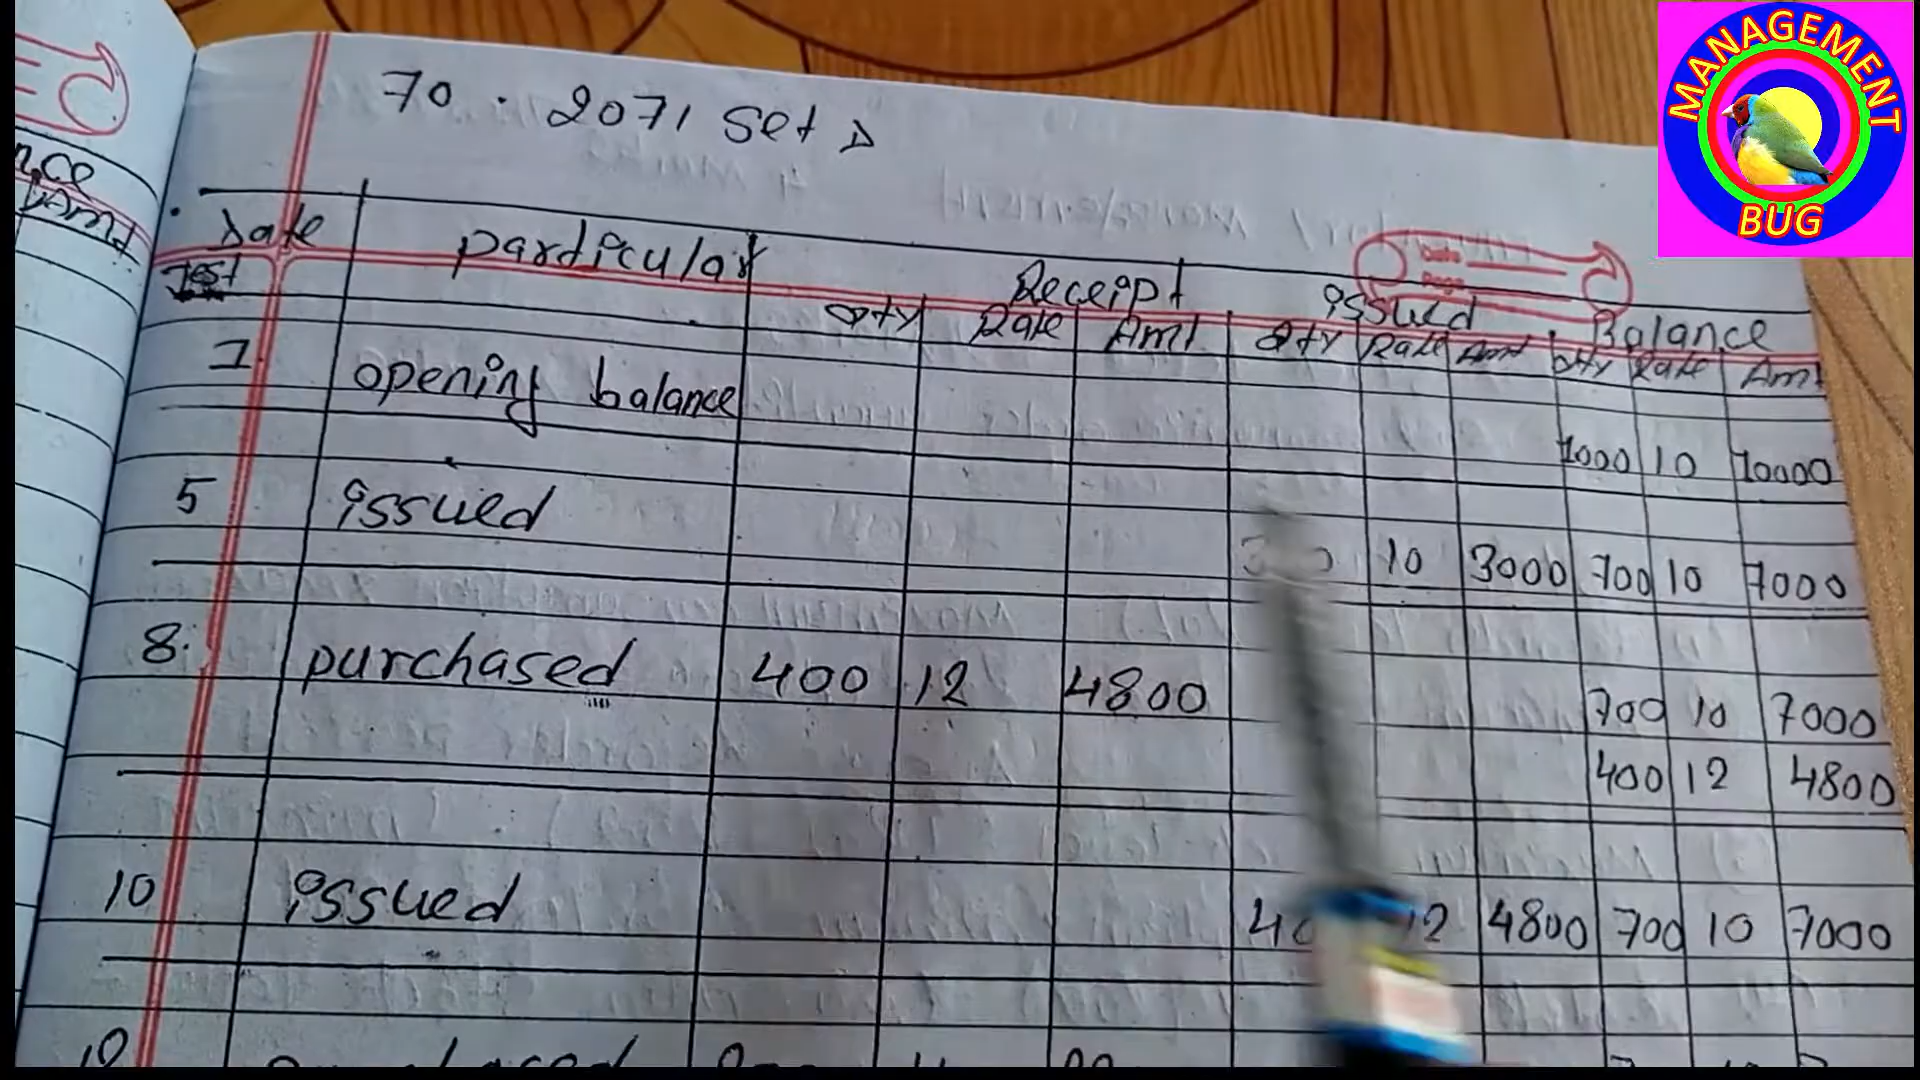 MANAGEMENT
BUG
70 . 2071 Set D
Date Particular Receipt issued Balance
Qty Rate Amt Qty Rate Amt Qty Rate Amt
1 opening balance 1000 10 10000
5 issued 10 3000 700 10 7000
8. purchased 400 12 4800 700 10 7000
400 12 4800
10 issued 12 4800 700 10 7000